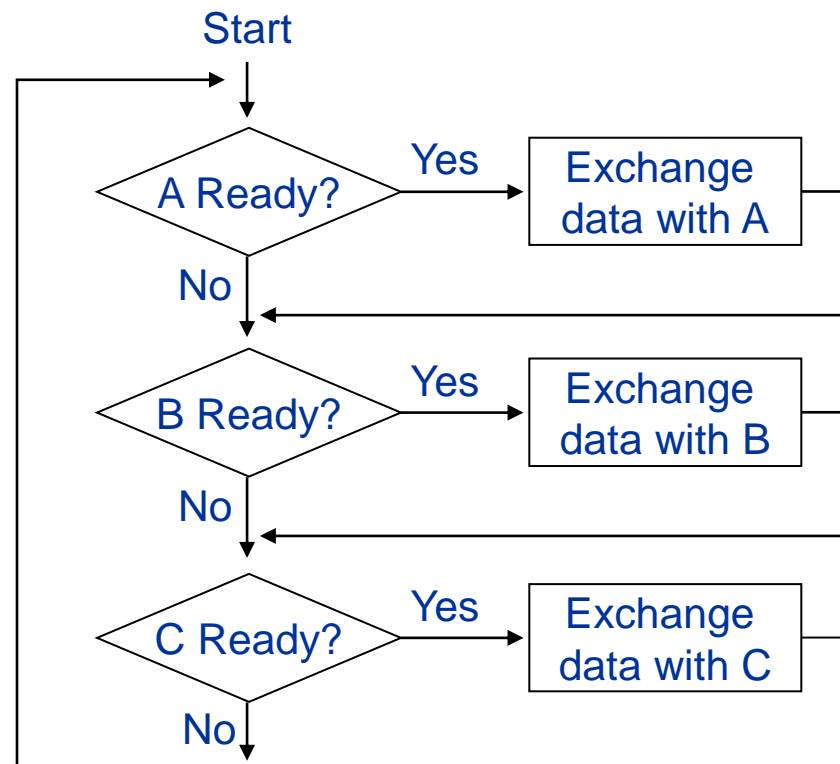 Start
A Ready?
Yes
Exchange
data with A
No
B Ready?
Yes
Exchange
data with B
No
C Ready?
Yes
Exchange
data with C
No